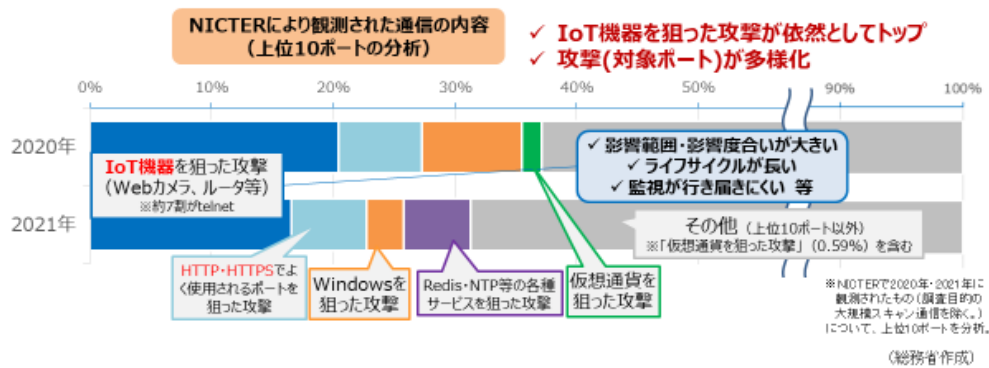 NICTERにより観測された通信の内容
（上位10ポートの分析）
✓ IoT機器を狙った攻撃が依然としてトップ
✓ 攻撃(対象ポート)が多様化
0%
10%
20%
30%
40%
50%
90%
100%
2020年
IoT機器を狙った攻撃
（Webカメラ、ルータ等）
※約7割がtelnet
✓ 影響範囲・影響度合いが大きい
✓ ライフサイクルが長い
✓ 監視が行き届きにくい 等
2021年
その他（上位10ポート以外）
※「仮想通貨を狙った攻撃」（0.59%）を含む
HTTP・HTTPSでよ
く使用されるポートを
狙った攻撃
Windowsを
狙った攻撃
Redis・NTP等の各種
サービスを狙った攻撃
仮想通貨を
狙った攻撃
※NICTERで2020年・2021年に
観測されたもの（調査目的の
大規模スキャン通信を除く。）
について、上位10ポートを分析。
（総務省作成）